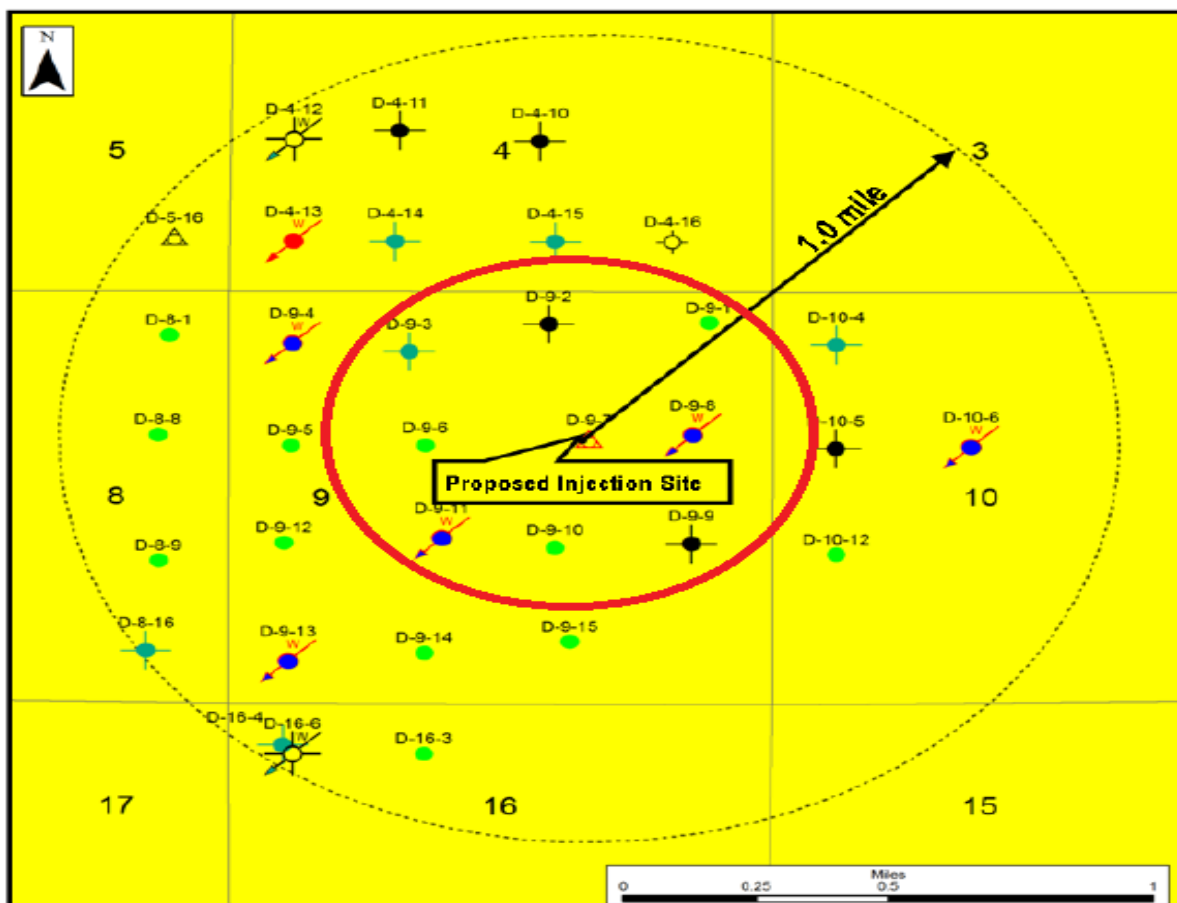 N
D-4-12 D-4-11 D-4-10
W
5 4 3
1.0 mile
D-5-16 D-4-13 D-4-14 D-4-15 D-4-16
W
D-9-2 D-9-1
D-8-1 D-9-4 D-9-3 D-10-4
W
D-8-8 D-9-5 D-9-6 D-9-7 D-9-8 D-10-5 D-10-6
W W
Proposed Injection Site
8 9 10
D-9-11
W
D-8-9 D-9-12 D-9-10 D-9-9 D-10-12
D-8-16 D-9-13 D-9-14 D-9-15
W
D-16-4 D-16-6 D-16-3
W
17 16 15
Miles
0 0.25 0.5 1